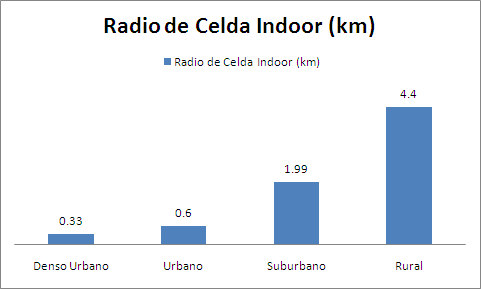 Radio de Celda Indoor (km)
Radio de Celda Indoor (km)
4.4
1.99
0.6
0.33
Denso Urbano Urbano Suburbano Rural